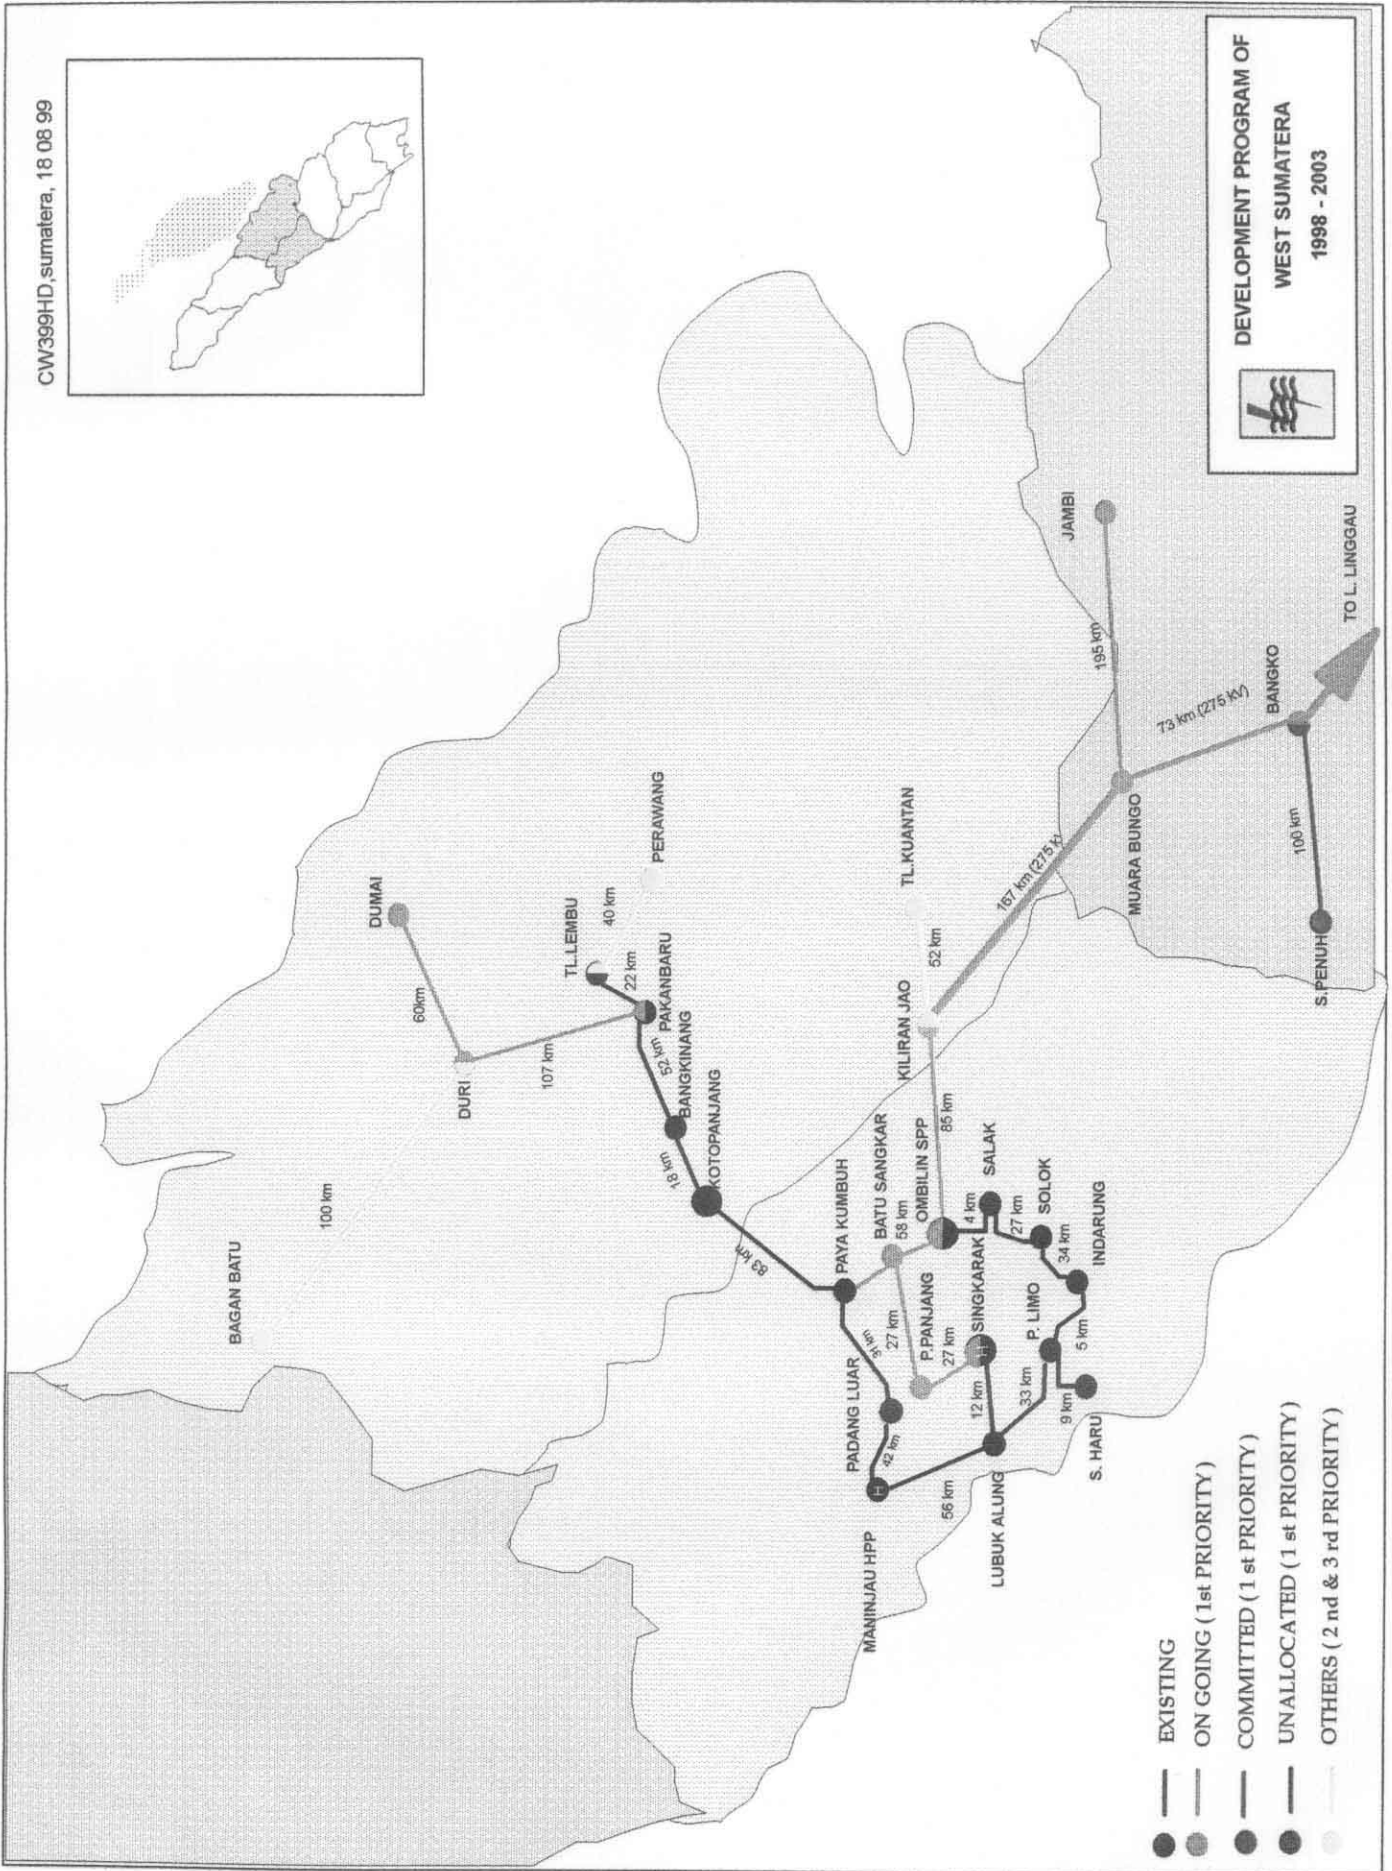 CW399HD,sumatera, 18 08 99
DEVELOPMENT PROGRAM OF
WEST SUMATERA
1998 - 2003
BAGAN BATU
100 km
DURI
60km
DUMAI
107 km
TL.LEMBU
22 km
40 km
PERAWANG
PAKANBARU
52 km
BANGKINANG
18 km
KOTOPANJANG
83 km
PAYA KUMBUH
PADANG LUAR
42 km
MANINJAU HPP
56 km
LUBUK ALUNG
BATU SANGKAR
58 km
27 km
P.PANJANG
27 km
SINGKARAK
H
12 km
OMBILIN SPP
4 km
SALAK
27 km
SOLOK
34 km
INDARUNG
P. LIMO
5 km
33 km
9 km
S. HARU
85 km
KILIRAN JAO
52 km
TL.KUANTAN
167 km (275 K
MUARA BUNGO
195 km
JAMBI
73 km (275 KV)
BANGKO
TO L. LINGGAU
100 km
S.PENUH
EXISTING
ON GOING ( 1st PRIORITY )
COMMITTED ( 1 st PRIORITY )
UNALLOCATED ( 1 st PRIORITY )
OTHERS ( 2 nd & 3 rd PRIORITY )